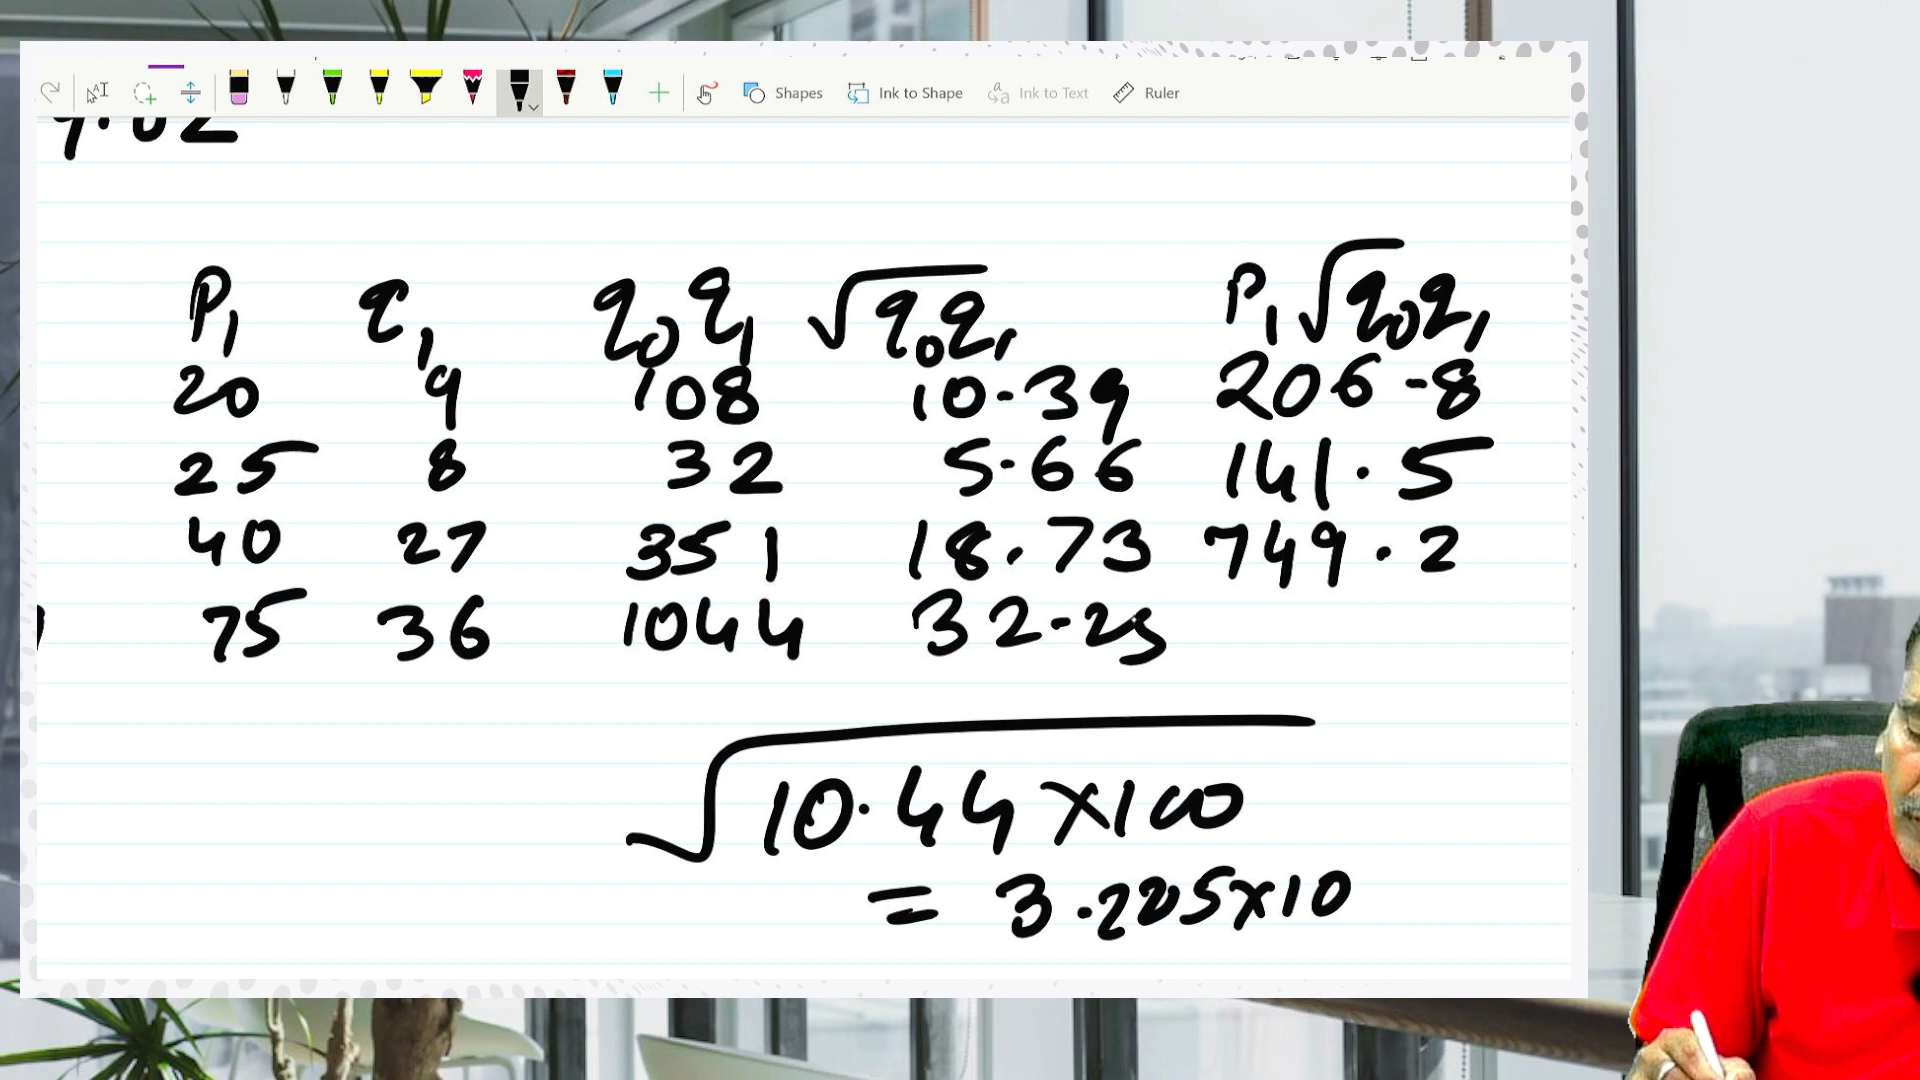 Shapes Ink to Shape Ink to Text Ruler
P₁ q₁ q₀q₁ √q₀q₁ P₁√q₀q₁
20 9 108 10.39 206.8
25 8 32 5.66 141.5
40 27 351 18.73 749.2
75 36 1044 32.25
√10.44×100
= 3.225×10